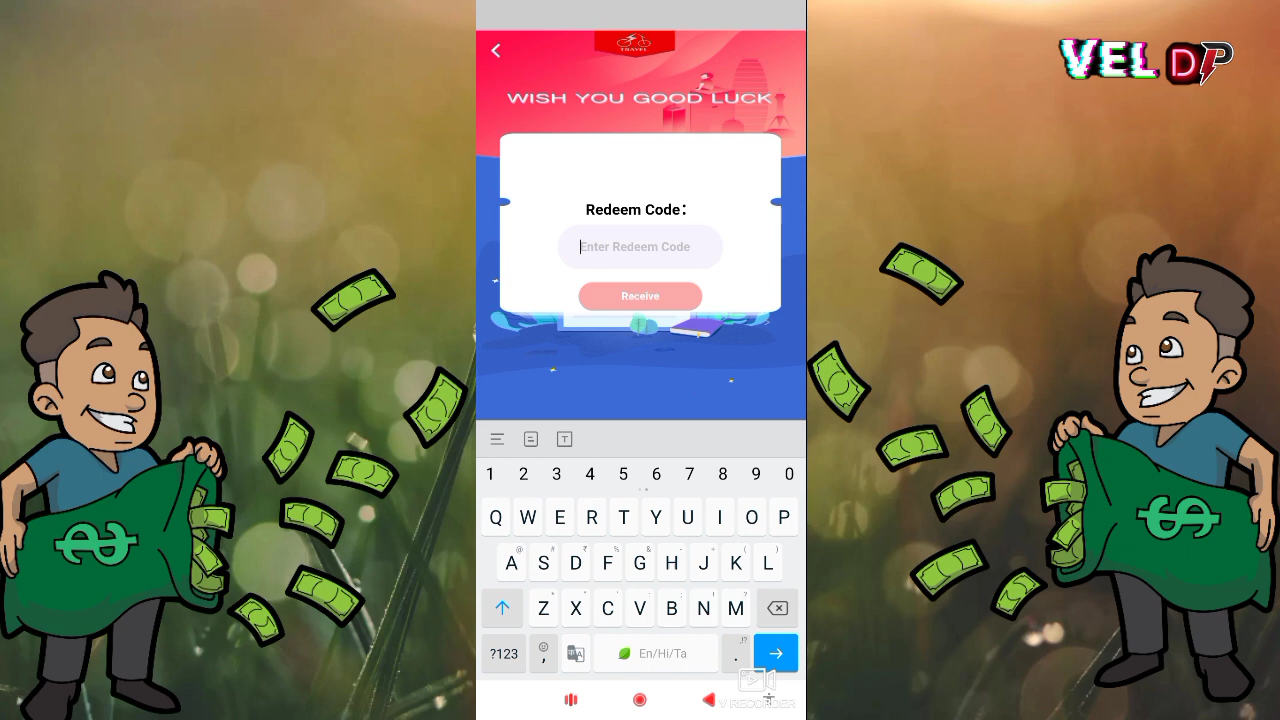 VEL DP
TRAVEL
WISH YOU GOOD LUCK
Redeem Code:
Enter Redeem Code
Receive
1 2 3 4 5 6 7 8 9 0
Q W E R T Y U I O P
A S D F G H J K L
Z X C V B N M
?123 , En/Hi/Ta .
V RECORDER
$
$